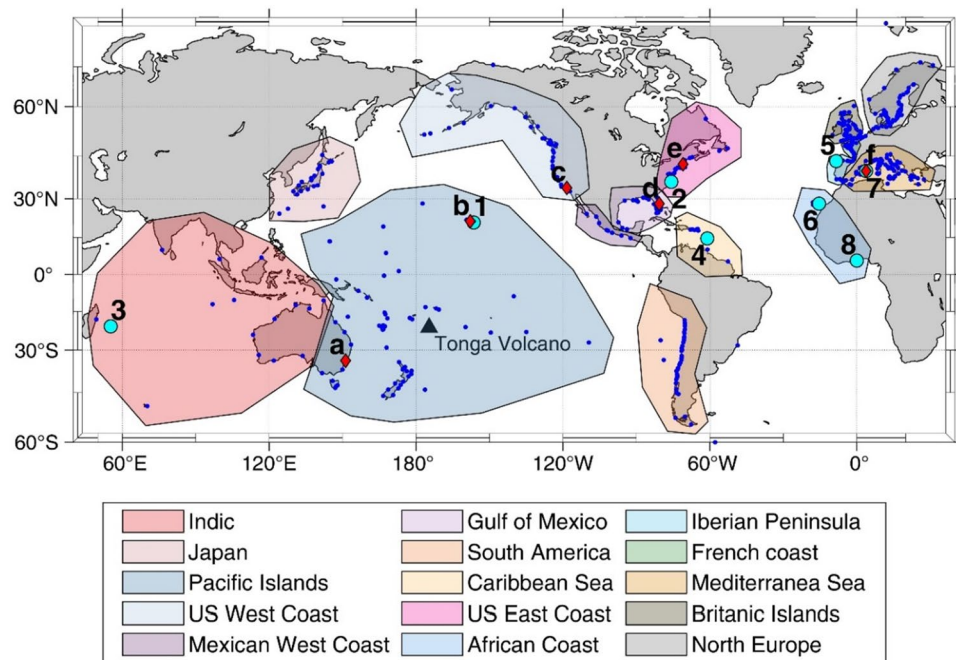 60°N
30°N
0°
30°S
60°S
c
e
d
2
b 1
5
f
7
6
8
4
3
a
Tonga Volcano
60°E
120°E
180°
120°W
60°W
0°
Indic
Japan
Pacific Islands
US West Coast
Mexican West Coast
Gulf of Mexico
South America
Caribbean Sea
US East Coast
African Coast
Iberian Peninsula
French coast
Mediterranea Sea
Britanic Islands
North Europe